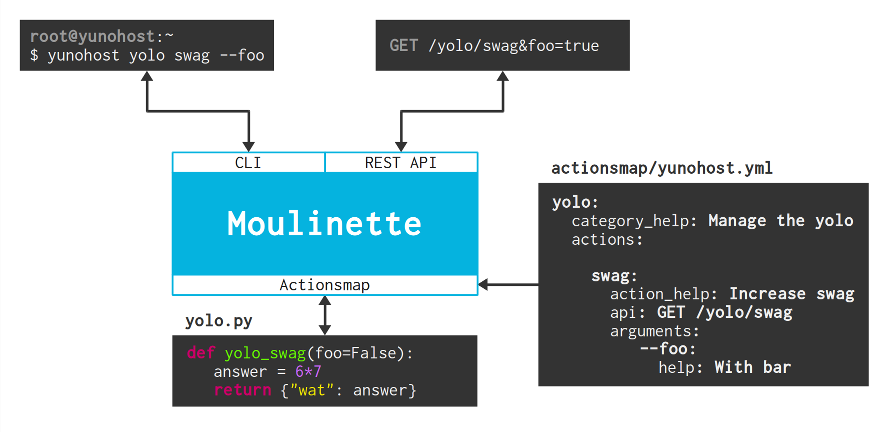 root@yunohost:~
$ yunohost yolo swag --foo
GET /yolo/swag&foo=true
CLI
REST API
Moulinette
Actionsmap
actionsmap/yunohost.yml
yolo:
category_help: Manage the yolo
actions:
swag:
action_help: Increase swag
api: GET /yolo/swag
arguments:
--foo:
help: With bar
yolo.py
def yolo_swag(foo=False):
answer = 6*7
return {"wat": answer}